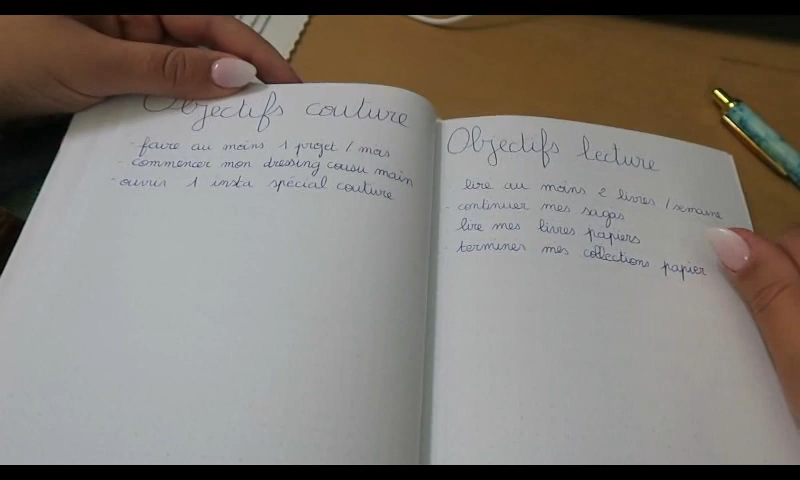 Objectifs couture
- faire au moins 1 projet / mois
- commencer mon dressing cousu main
- ouvrir 1 insta spécial couture
Objectifs lecture
lire au moins 2 livres / semaine
- continuer mes sagas
lire mes livres papiers
- terminer mes collections papier